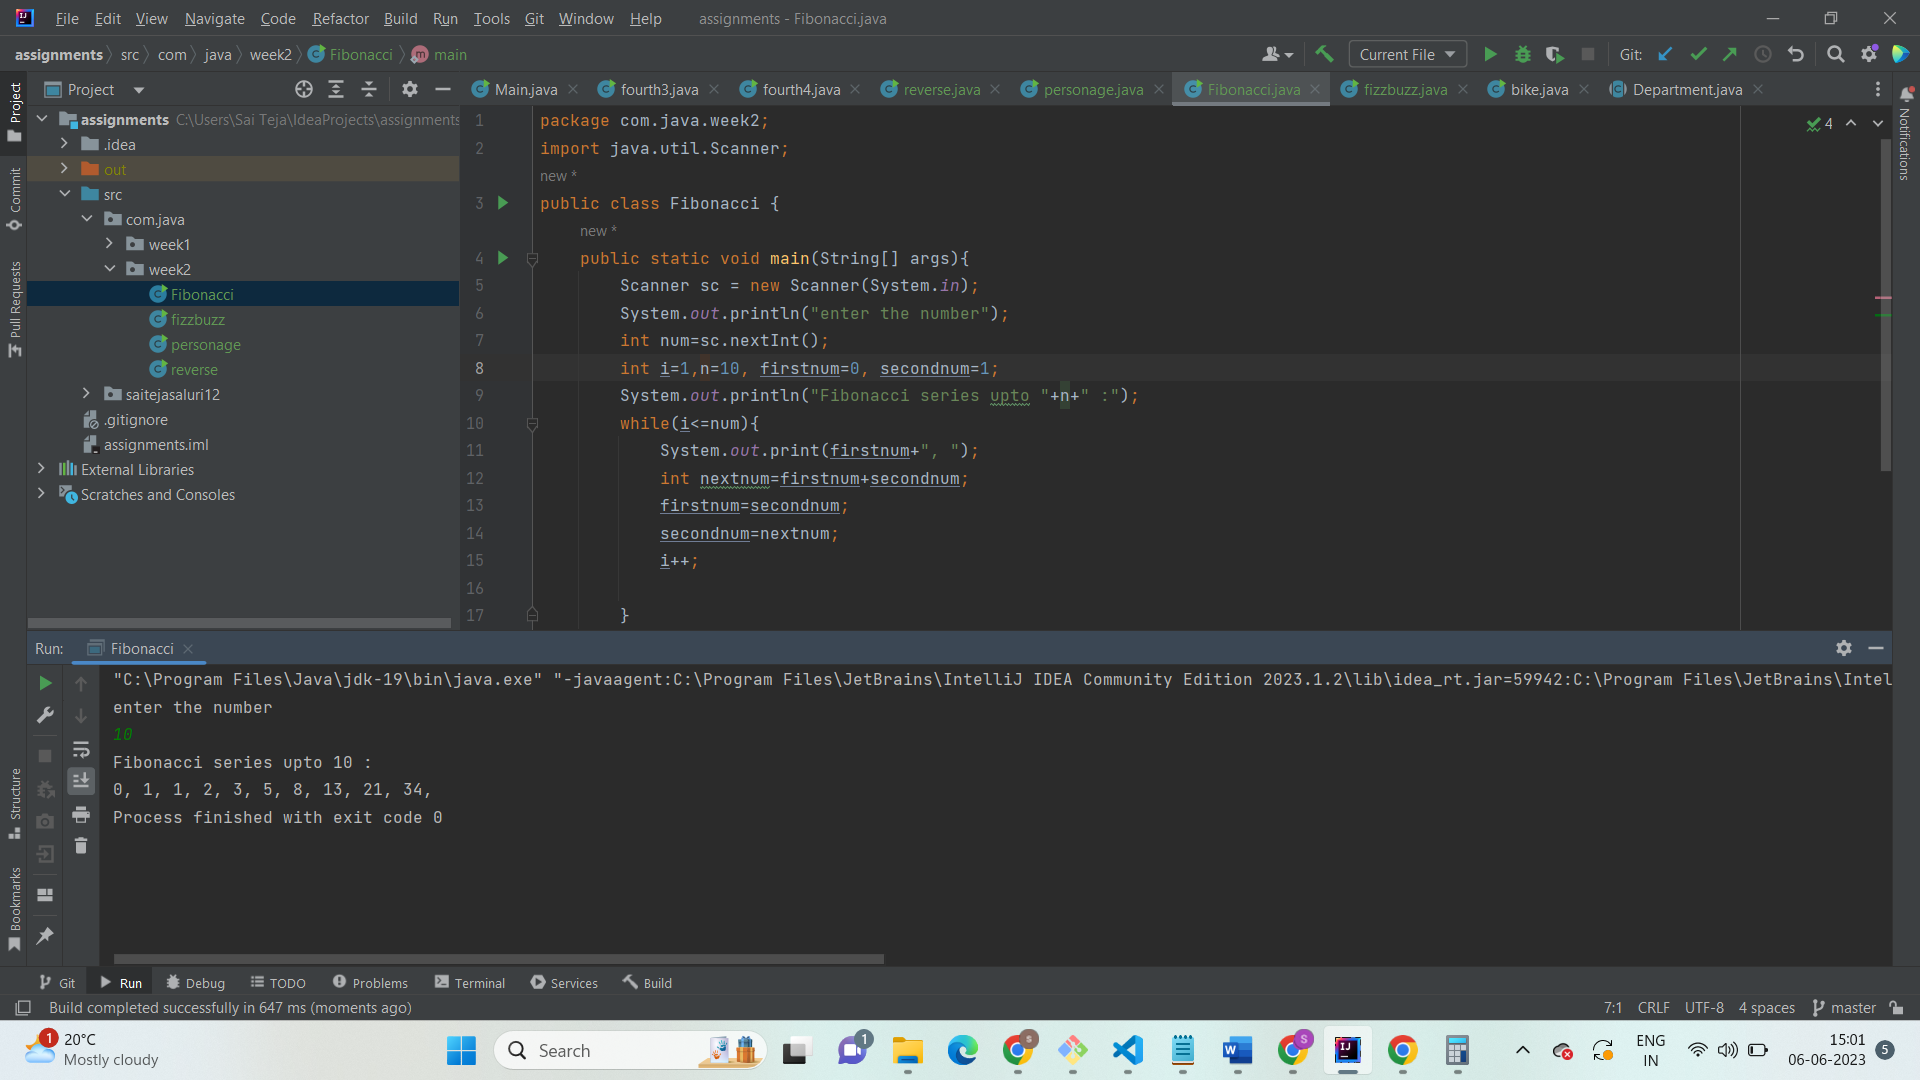 File Edit View Navigate Code Refactor Build Run Tools Git Window Help assignments - Fibonacci.java
assignments src com java week2 Fibonacci main Current File Git:
Project
Main.java fourth3.java fourth4.java reverse.java personage.java Fibonacci.java fizzbuzz.java bike.java Department.java
Project
Commit
Pull Requests
Structure
Bookmarks
Notifications
assignments C:\Users\Sai Teja\IdeaProjects\assignments
.idea
out
src
com.java
week1
week2
Fibonacci
fizzbuzz
personage
reverse
saitejasaluri12
.gitignore
assignments.iml
External Libraries
Scratches and Consoles
4
1 package com.java.week2;
2 import java.util.Scanner;
new *
3 public class Fibonacci {
new *
4 public static void main(String[] args){
5 Scanner sc = new Scanner(System.in);
6 System.out.println("enter the number");
7 int num=sc.nextInt();
8 int i=1,n=10, firstnum=0, secondnum=1;
9 System.out.println("Fibonacci series upto "+n+" :");
10 while(i<=num){
11 System.out.print(firstnum+", ");
12 int nextnum=firstnum+secondnum;
13 firstnum=secondnum;
14 secondnum=nextnum;
15 i++;
16
17 }
Run: Fibonacci
"C:\Program Files\Java\jdk-19\bin\java.exe" "-javaagent:C:\Program Files\JetBrains\IntelliJ IDEA Community Edition 2023.1.2\lib\idea_rt.jar=59942:C:\Program Files\JetBrains\Intel
enter the number
10
Fibonacci series upto 10 :
0, 1, 1, 2, 3, 5, 8, 13, 21, 34,
Process finished with exit code 0
Git Run Debug TODO Problems Terminal Services Build
Build completed successfully in 647 ms (moments ago) 7:1 CRLF UTF-8 4 spaces master
1 20°C
Mostly cloudy
Search
1
S
S
ENG
IN
15:01
06-06-2023
5